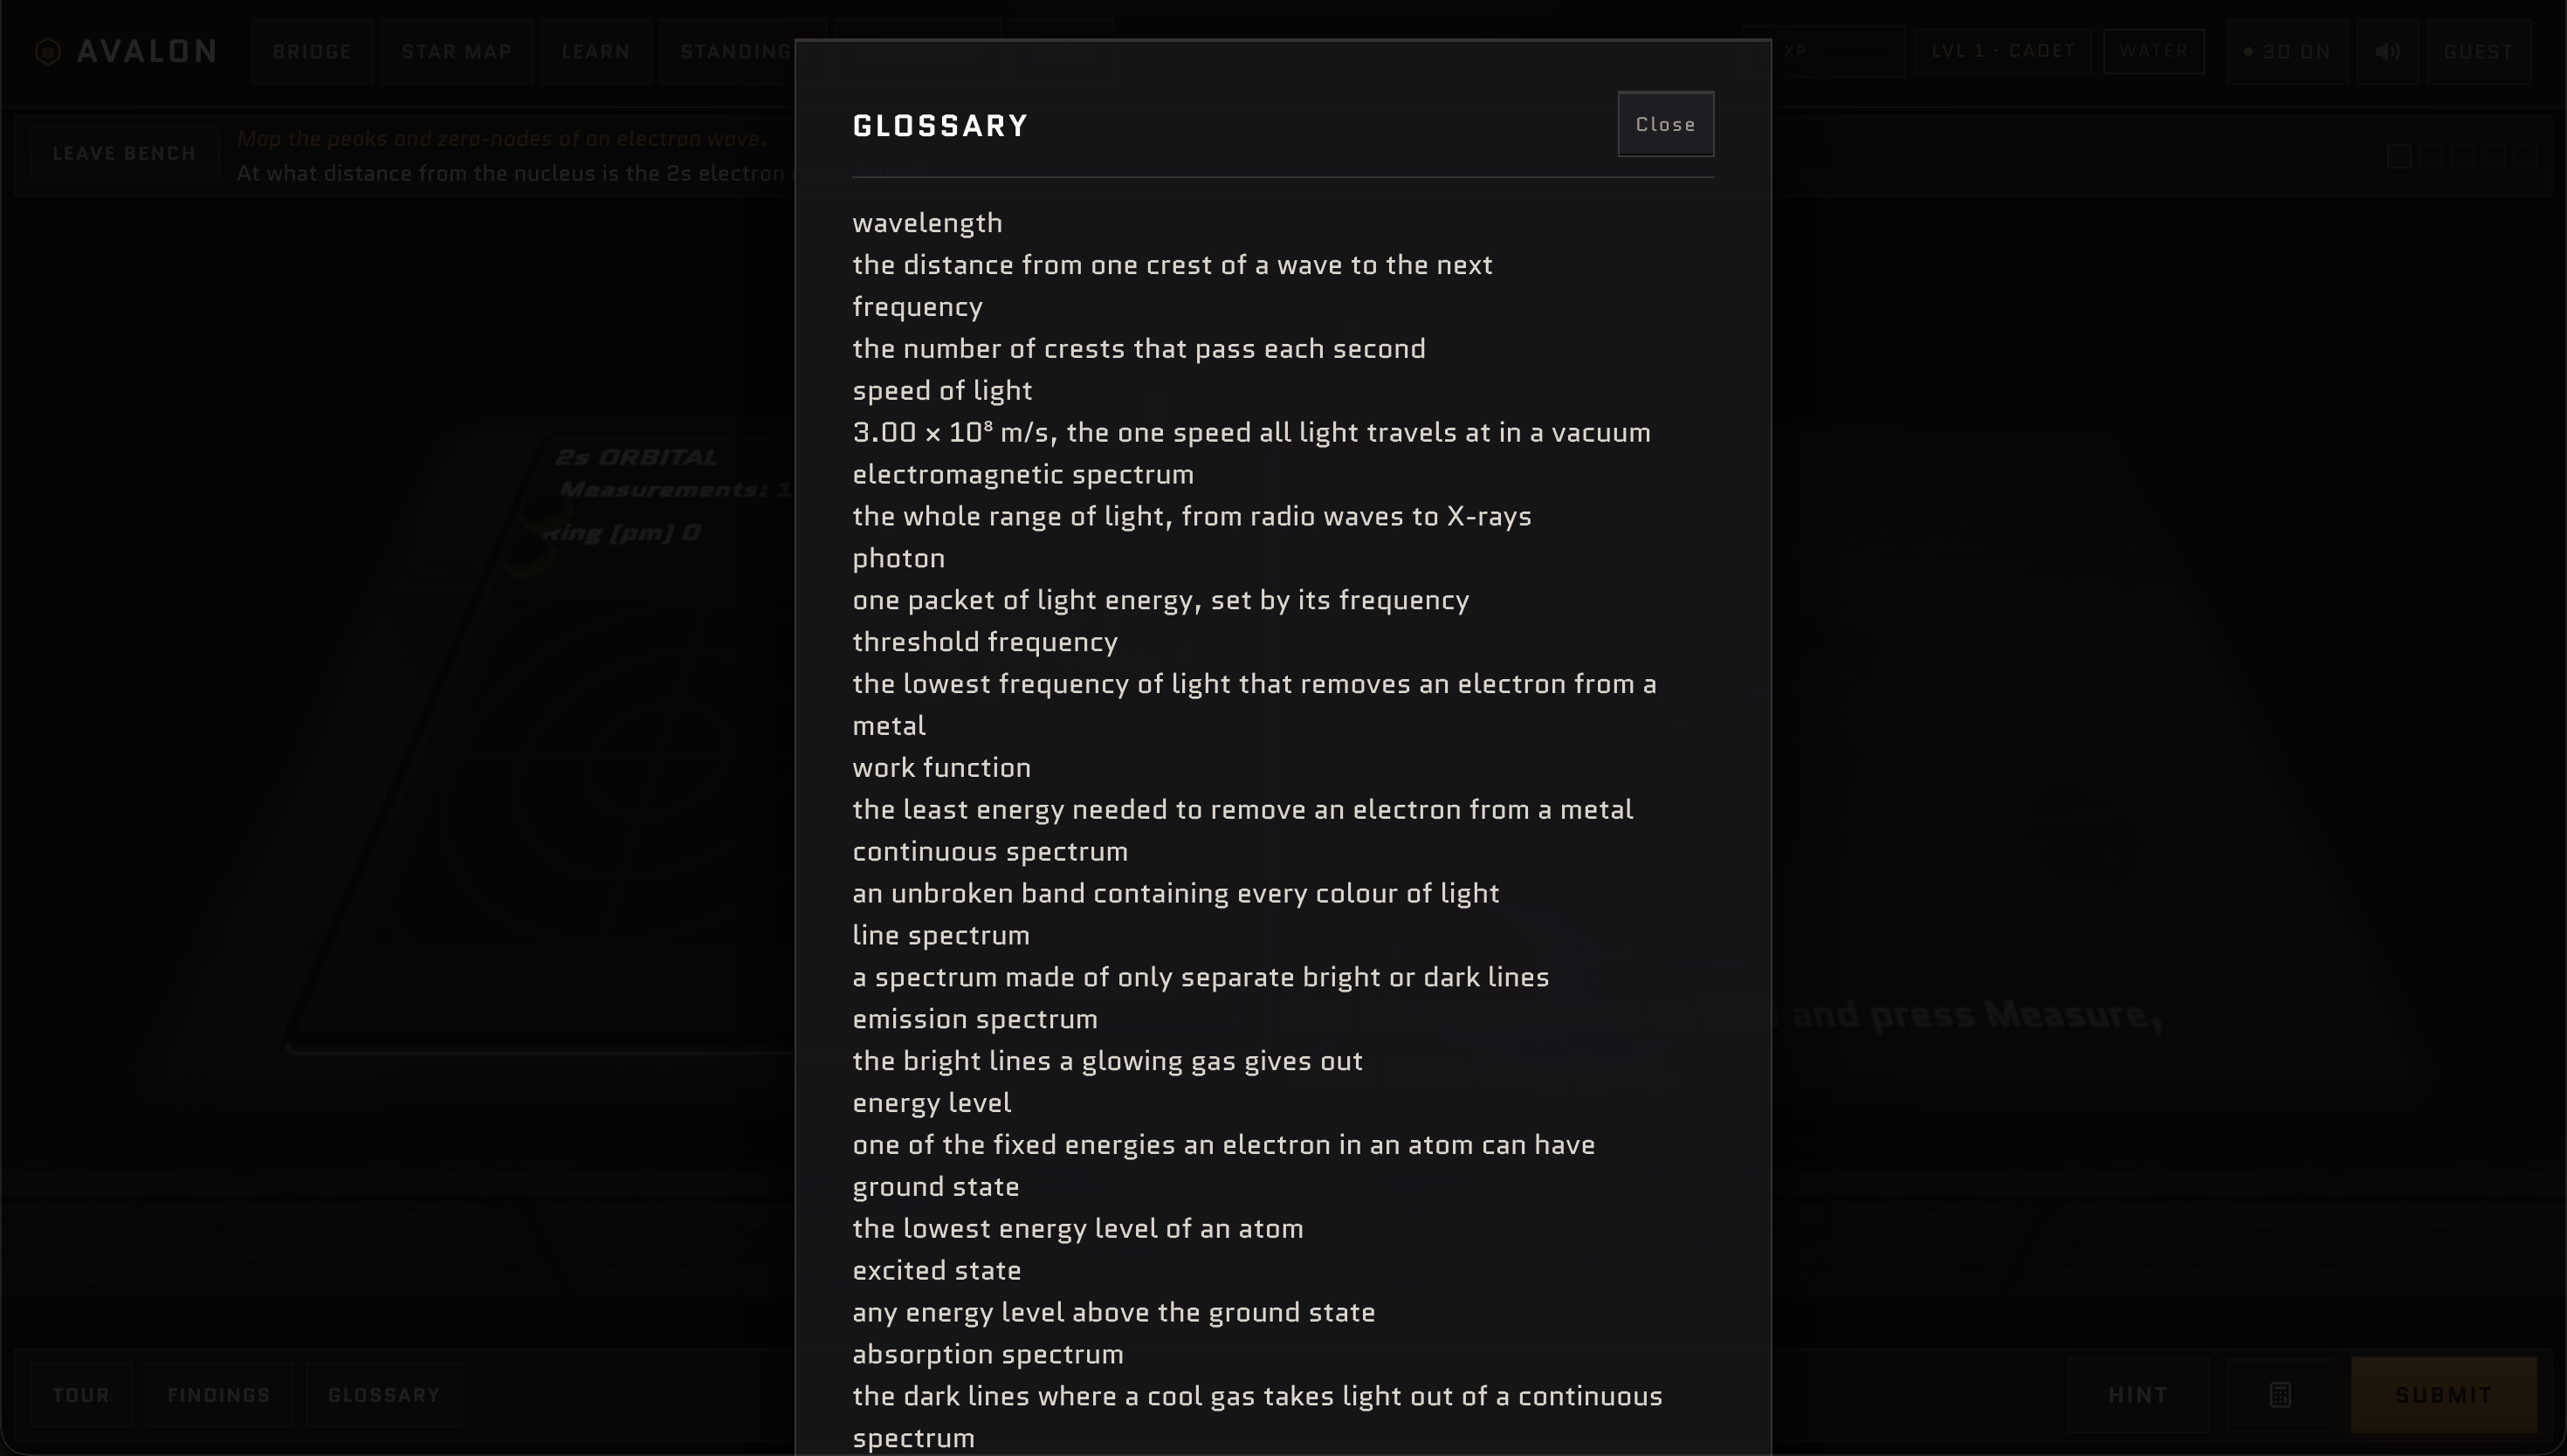 AVALON
BRIDGE
STAR MAP
LEARN
STANDING
XP
LVL 1 · CADET
WATER
3D ON
GUEST
LEAVE BENCH
Map the peaks and zero-nodes of an electron wave.
At what distance from the nucleus is the 2s electron
GLOSSARY
Close
wavelength
the distance from one crest of a wave to the next
frequency
the number of crests that pass each second
speed of light
3.00 × 10⁸ m/s, the one speed all light travels at in a vacuum
electromagnetic spectrum
the whole range of light, from radio waves to X-rays
photon
one packet of light energy, set by its frequency
threshold frequency
the lowest frequency of light that removes an electron from a
metal
work function
the least energy needed to remove an electron from a metal
continuous spectrum
an unbroken band containing every colour of light
line spectrum
a spectrum made of only separate bright or dark lines
emission spectrum
the bright lines a glowing gas gives out
energy level
one of the fixed energies an electron in an atom can have
ground state
the lowest energy level of an atom
excited state
any energy level above the ground state
absorption spectrum
the dark lines where a cool gas takes light out of a continuous
spectrum
2s ORBITAL
Measurements: 1
Ring (pm) 0
and press Measure,
TOUR
FINDINGS
GLOSSARY
HINT
SUBMIT